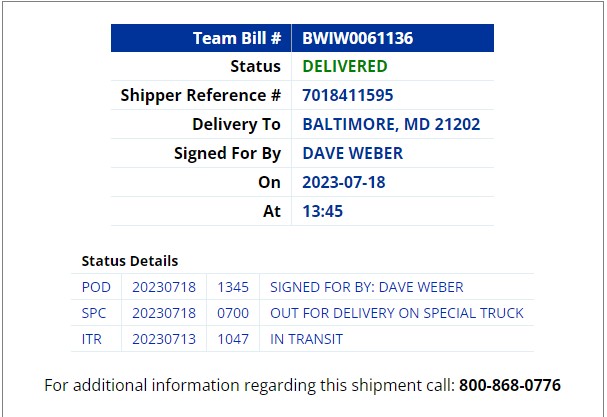 Team Bill # BWIW0061136
Status DELIVERED
Shipper Reference # 7018411595
Delivery To BALTIMORE, MD 21202
Signed For By DAVE WEBER
On 2023-07-18
At 13:45
Status Details
POD 20230718 1345 SIGNED FOR BY: DAVE WEBER
SPC 20230718 0700 OUT FOR DELIVERY ON SPECIAL TRUCK
ITR 20230713 1047 IN TRANSIT
For additional information regarding this shipment call: 800-868-0776